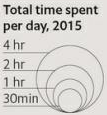 Total time spent
per day, 2015
4 hr
2 hr
1 hr
30min